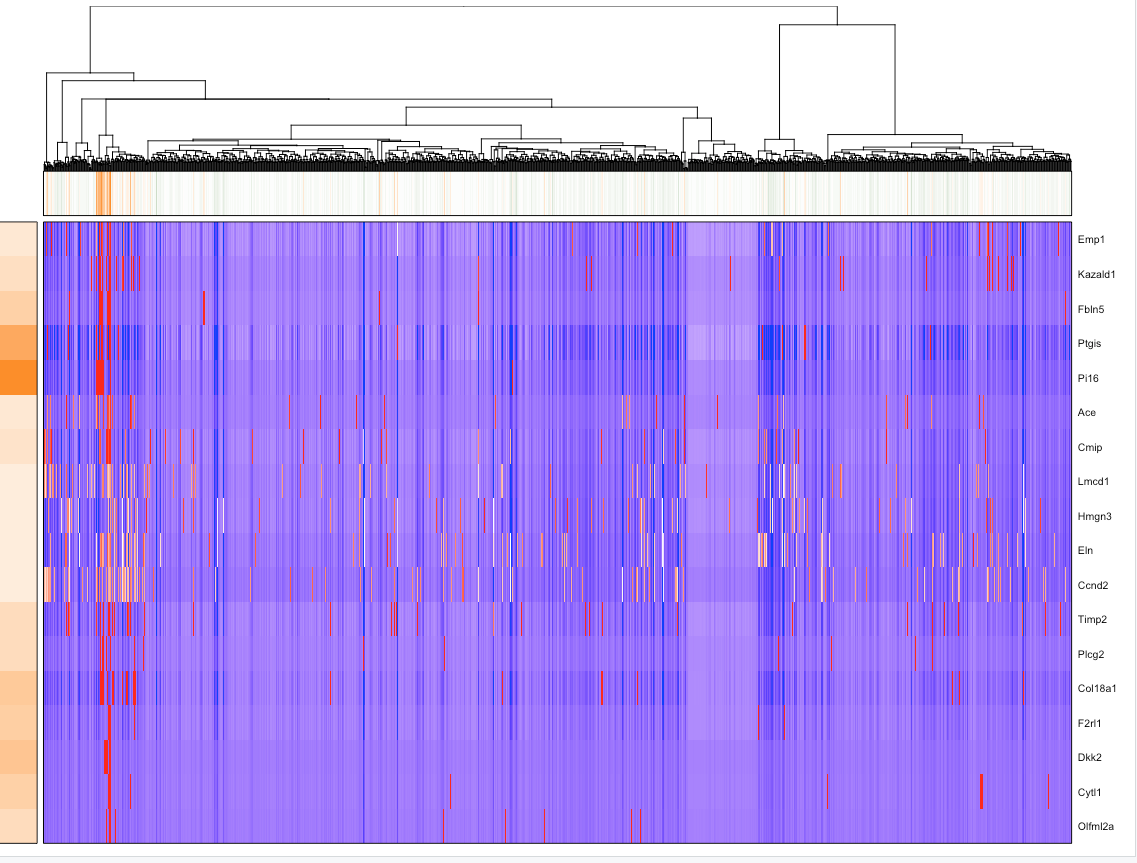 Emp1
Kazald1
Fbln5
Ptgis
Pi16
Ace
Cmip
Lmcd1
Hmgn3
Eln
Ccnd2
Timp2
Plcg2
Col18a1
F2rl1
Dkk2
Cytl1
Olfml2a